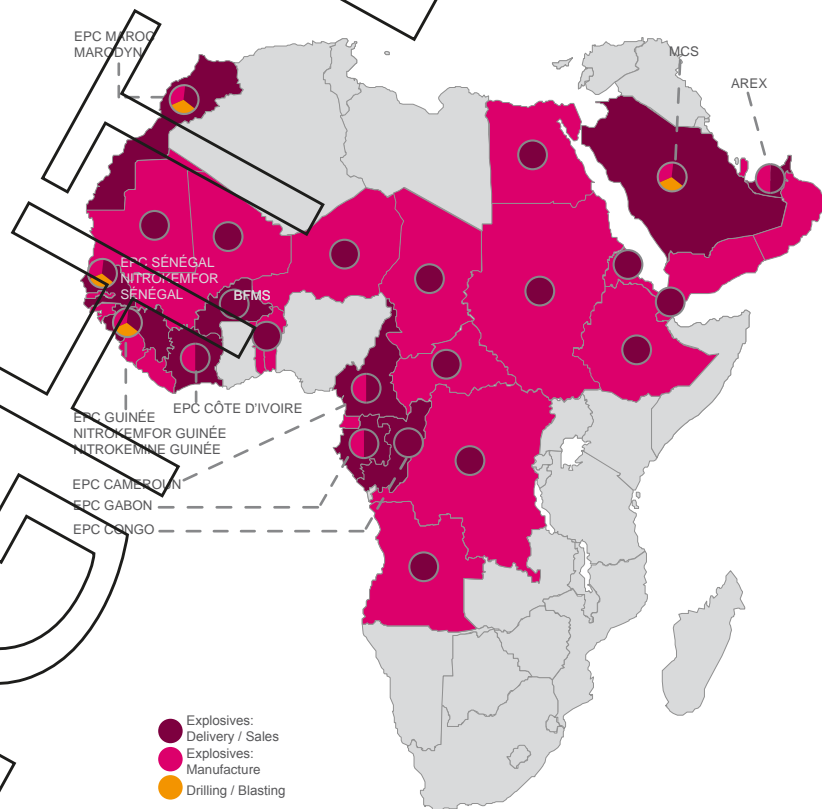 EPC MAROC
MARODYN
MCS
AREX
EPC SÉNÉGAL
NITROKEMFOR
SÉNÉGAL
BFMS
EPC CÔTE D'IVOIRE
EPC GUINÉE
NITROKEMFOR GUINÉE
NITROKEMINE GUINÉE
EPC CAMEROUN
EPC GABON
EPC CONGO
Explosives:
Delivery / Sales
Explosives:
Manufacture
Drilling / Blasting